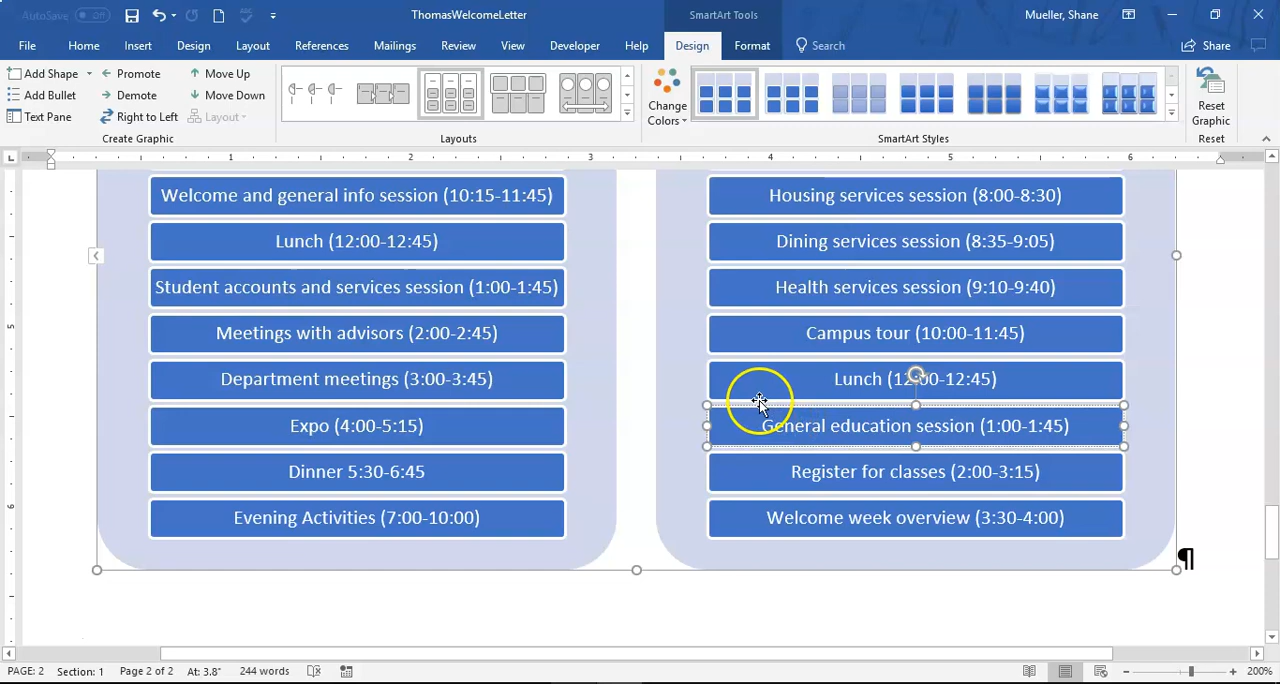 AutoSave Off
ThomasWelcomeLetter
SmartArt Tools
Mueller, Shane
File Home Insert Design Layout References Mailings Review View Developer Help Design Format Search Share
Add Shape Promote Move Up
Add Bullet Demote Move Down
Text Pane Right to Left Layout
Create Graphic
Layouts
Change
Colors
SmartArt Styles
Reset
Graphic
Reset
1 2 3 4 5 6
Welcome and general info session (10:15-11:45)
Lunch (12:00-12:45)
Student accounts and services session (1:00-1:45)
Meetings with advisors (2:00-2:45)
Department meetings (3:00-3:45)
Expo (4:00-5:15)
Dinner 5:30-6:45
Evening Activities (7:00-10:00)
Housing services session (8:00-8:30)
Dining services session (8:35-9:05)
Health services session (9:10-9:40)
Campus tour (10:00-11:45)
Lunch (12:00-12:45)
General education session (1:00-1:45)
Register for classes (2:00-3:15)
Welcome week overview (3:30-4:00)
¶
5
6
PAGE: 2 Section: 1 Page 2 of 2 At: 3.8" 244 words 200%